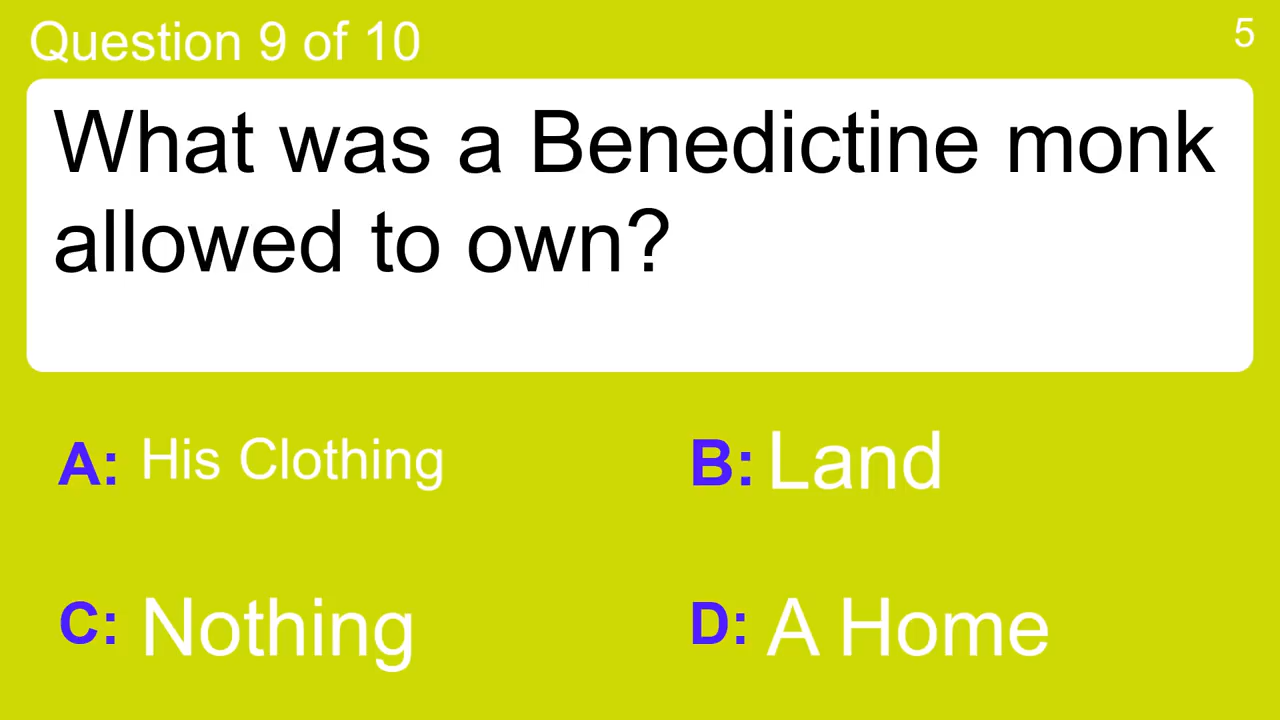 Question 9 of 10
5
What was a Benedictine monk
allowed to own?
A: His Clothing
B: Land
C: Nothing
D: A Home